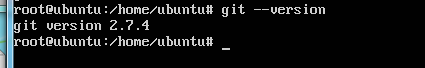 root@ubuntu:/home/ubuntu# git --version
git version 2.7.4
root@ubuntu:/home/ubuntu# _